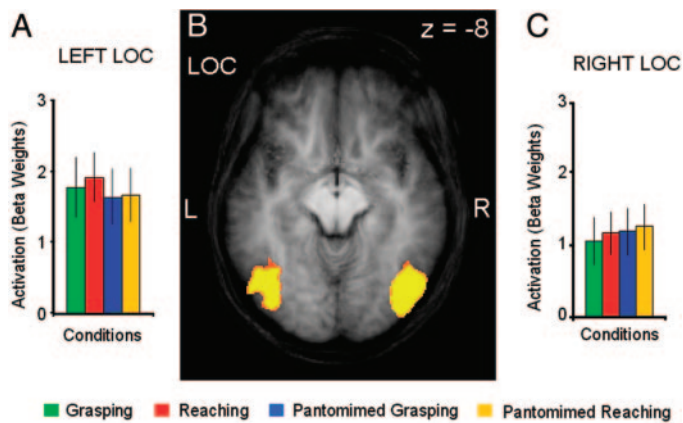 A
LEFT LOC
3
2
1
0
Activation (Beta Weights)
Conditions
B
z = -8
LOC
L
R
C
RIGHT LOC
3
2
1
0
Activation (Beta Weights)
Conditions
Grasping
Reaching
Pantomimed Grasping
Pantomimed Reaching